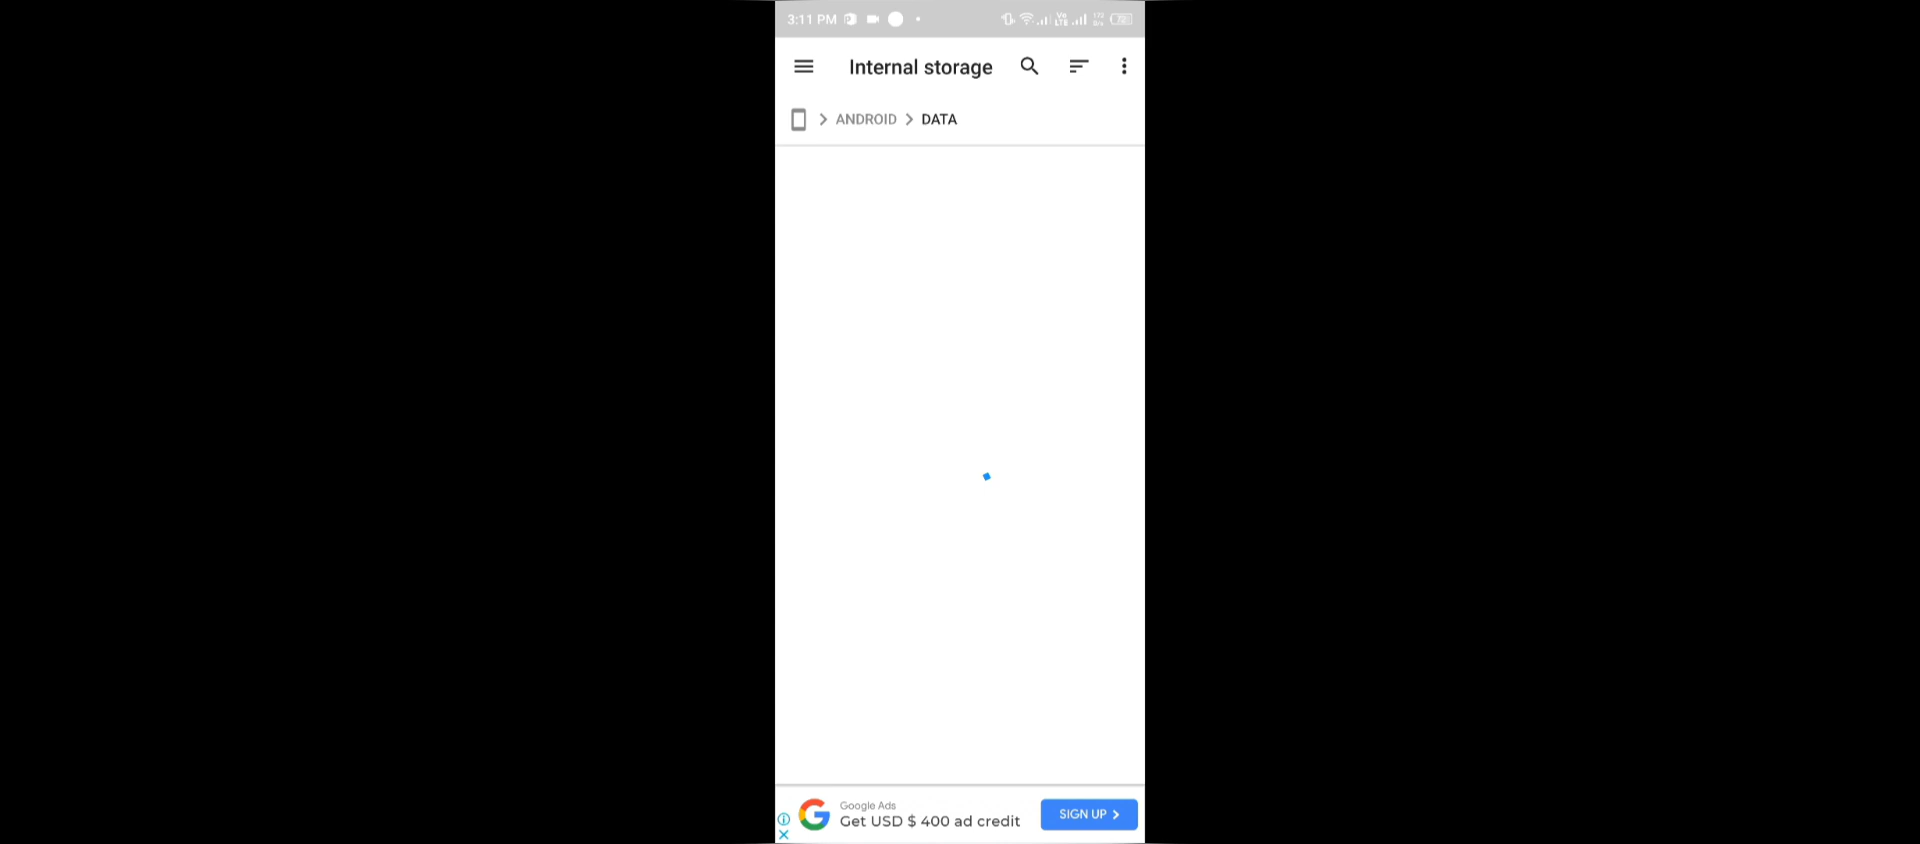 3:11 PM
Internal storage
ANDROID > DATA
Google Ads
Get USD $ 400 ad credit
SIGN UP >